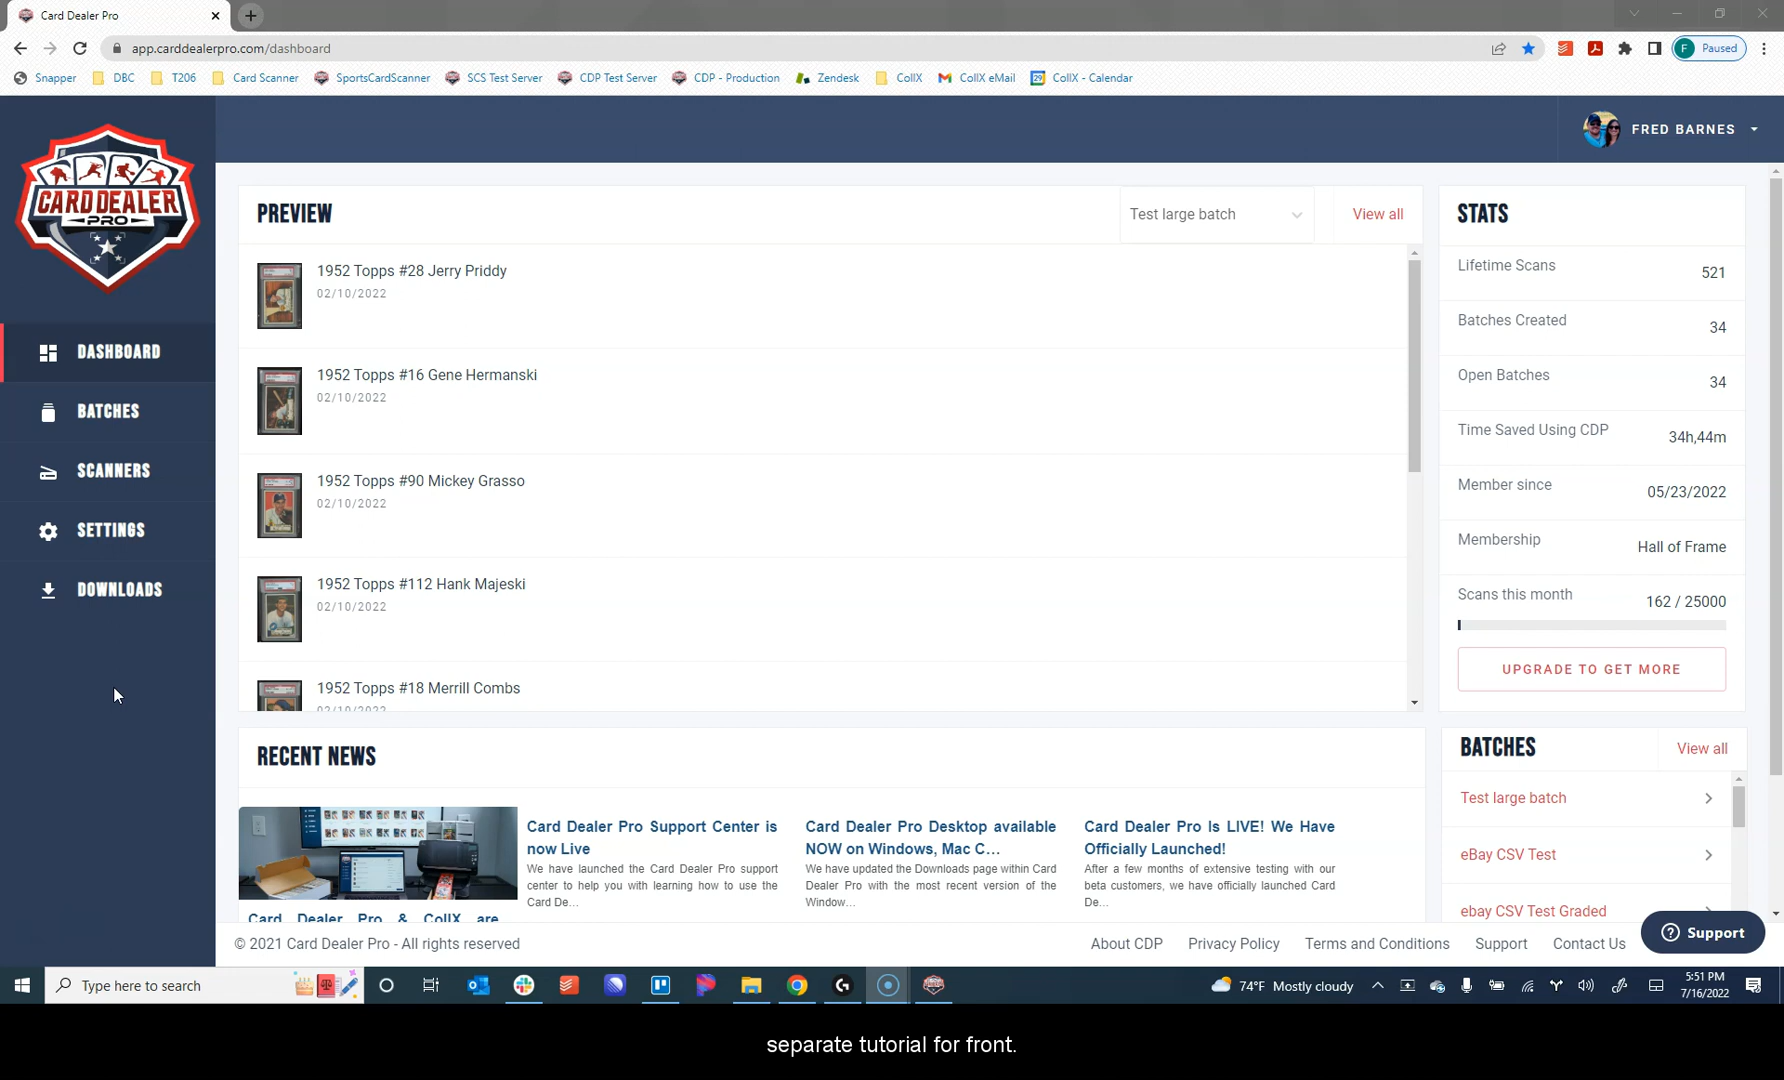 Card Dealer Pro
app.carddealerpro.com/dashboard
F Paused
Snapper DBC T206 Card Scanner SportsCardScanner SCS Test Server CDP Test Server CDP - Production Zendesk CollX CollX eMail CollX - Calendar
CARD DEALER
PRO
FRED BARNES
DASHBOARD
BATCHES
SCANNERS
SETTINGS
DOWNLOADS
PREVIEW
Test large batch
View all
1952 Topps #28 Jerry Priddy
02/10/2022
1952 Topps #16 Gene Hermanski
02/10/2022
1952 Topps #90 Mickey Grasso
02/10/2022
1952 Topps #112 Hank Majeski
02/10/2022
1952 Topps #18 Merrill Combs
02/10/2022
STATS
Lifetime Scans 521
Batches Created 34
Open Batches 34
Time Saved Using CDP 34h,44m
Member since 05/23/2022
Membership Hall of Frame
Scans this month 162 / 25000
UPGRADE TO GET MORE
RECENT NEWS
Card Dealer Pro & CollX are
Card Dealer Pro Support Center is
now Live
We have launched the Card Dealer Pro support
center to help you with learning how to use the
Card De...
Card Dealer Pro Desktop available
NOW on Windows, Mac C...
We have updated the Downloads page within Card
Dealer Pro with the most recent version of the
Window...
Card Dealer Pro Is LIVE! We Have
Officially Launched!
After a few months of extensive testing with our
beta customers, we have officially launched Card
De...
BATCHES
View all
Test large batch
eBay CSV Test
ebay CSV Test Graded
Support
© 2021 Card Dealer Pro - All rights reserved
About CDP Privacy Policy Terms and Conditions Support Contact Us
Type here to search
74°F Mostly cloudy
5:51 PM
7/16/2022
separate tutorial for front.